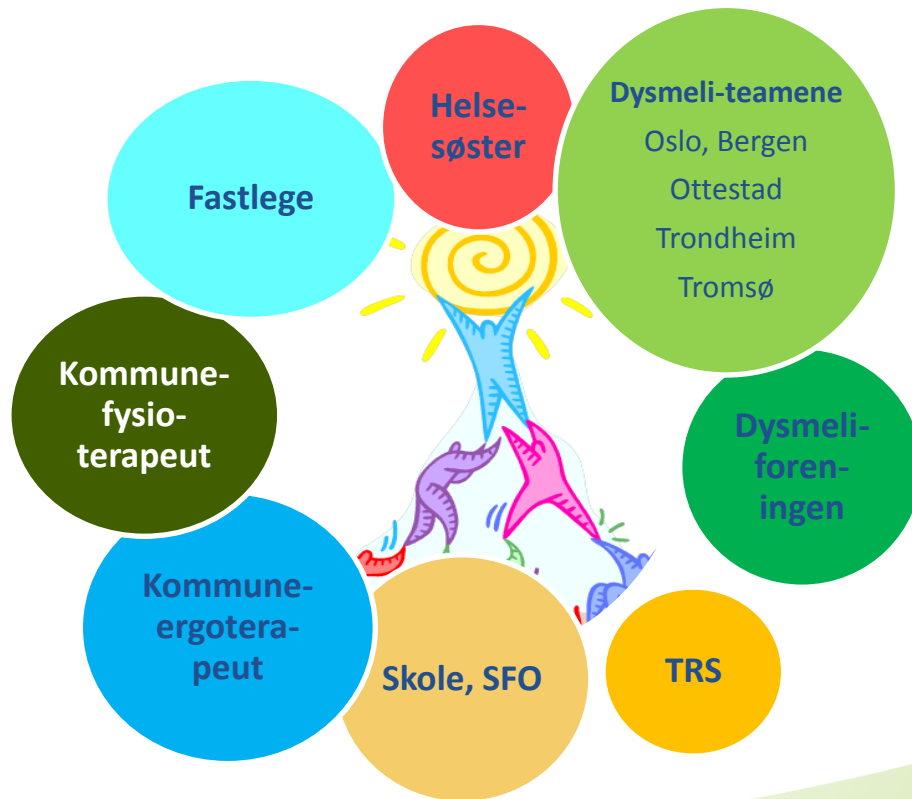 Helse-
søster
Dysmeli-teamene
Oslo, Bergen
Ottestad
Trondheim
Tromsø
Fastlege
Kommune-
fysio-
terapeut
Dysmeli-
foren-
ingen
Kommune-
ergotera-
peut
Skole, SFO
TRS